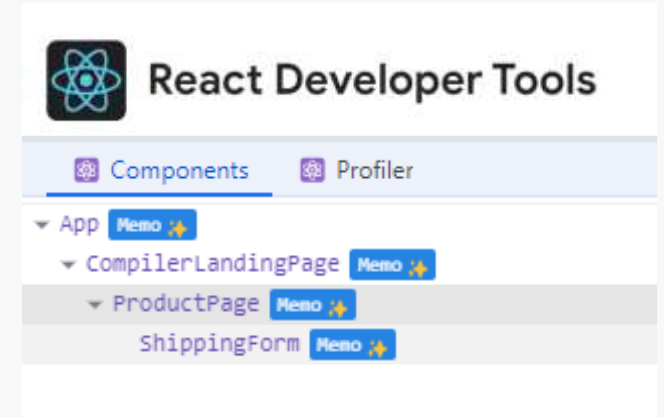 React Developer Tools
Components Profiler
App Memo ✨
CompilerLandingPage Memo ✨
ProductPage Memo ✨
ShippingForm Memo ✨